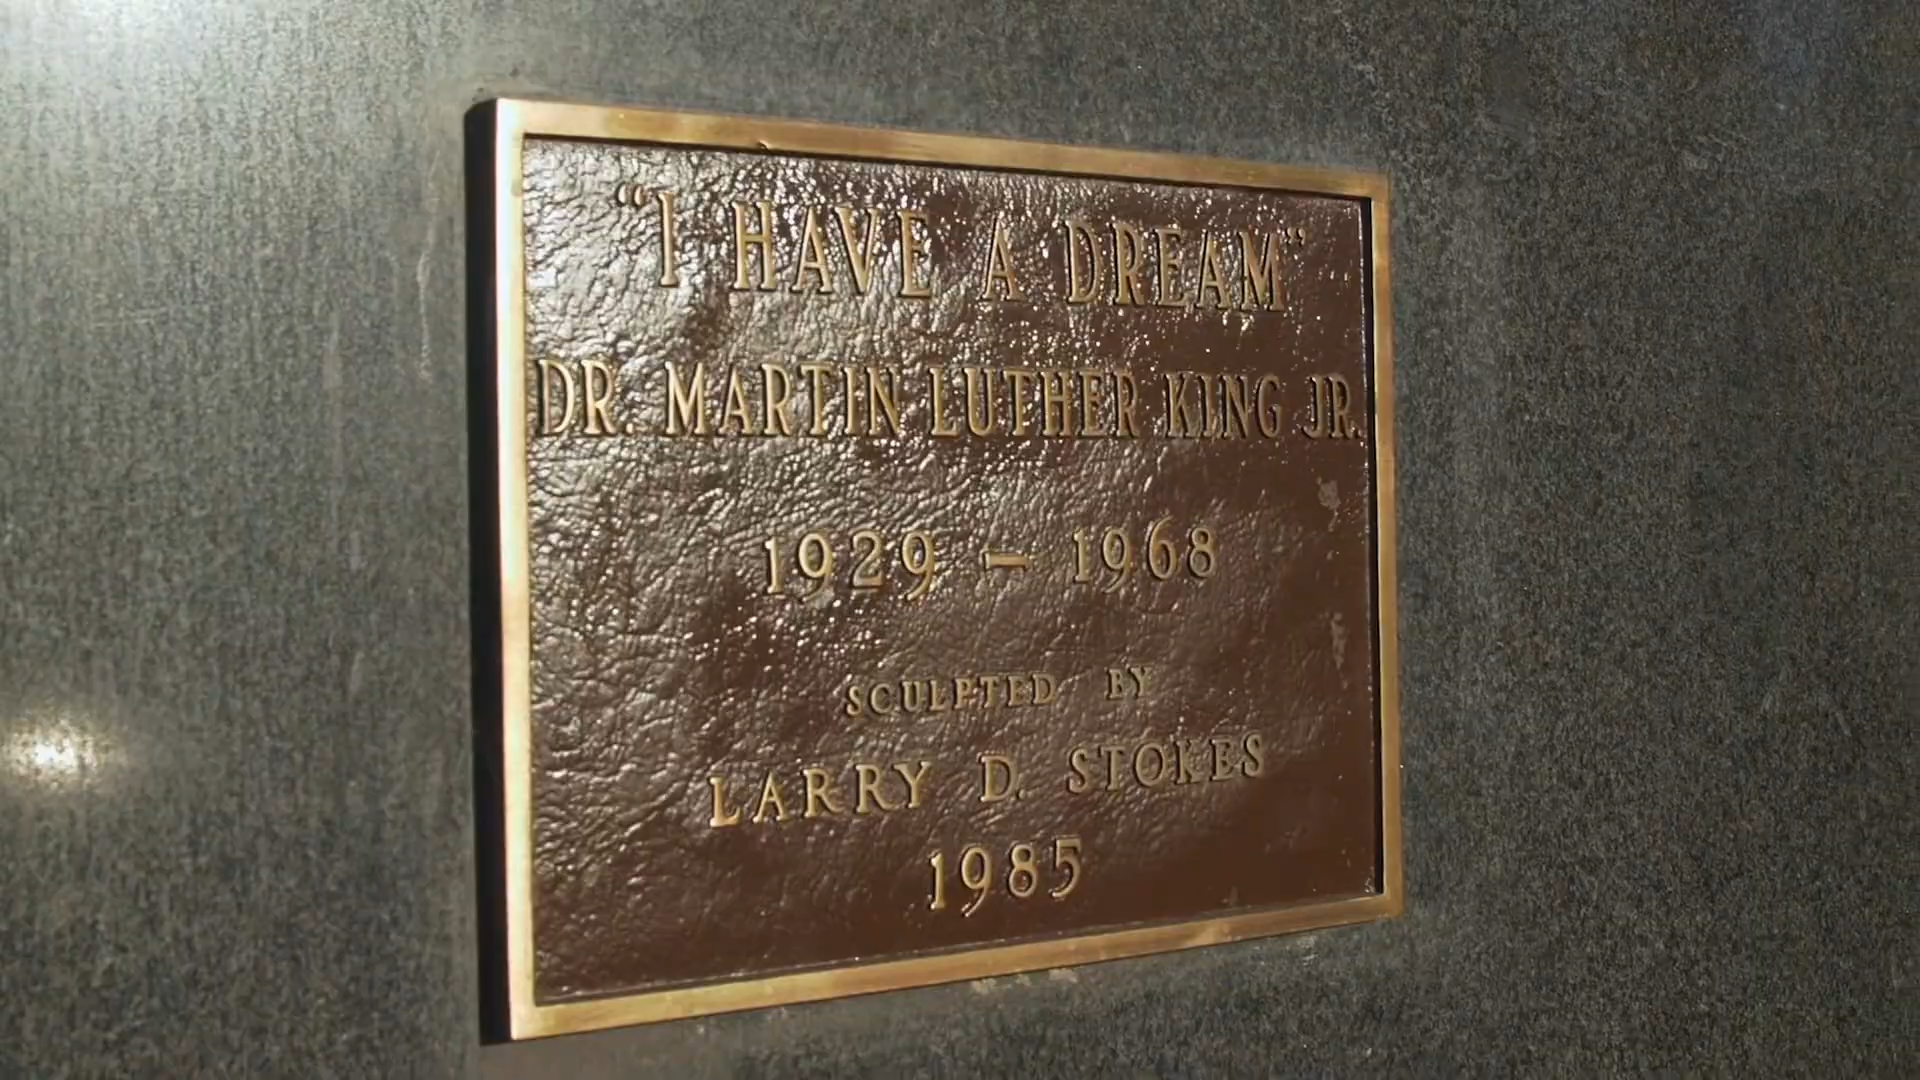 “I HAVE A DREAM”
DR. MARTIN LUTHER KING JR.
1929 – 1968
SCULPTED BY
LARRY D. STOKES
1985